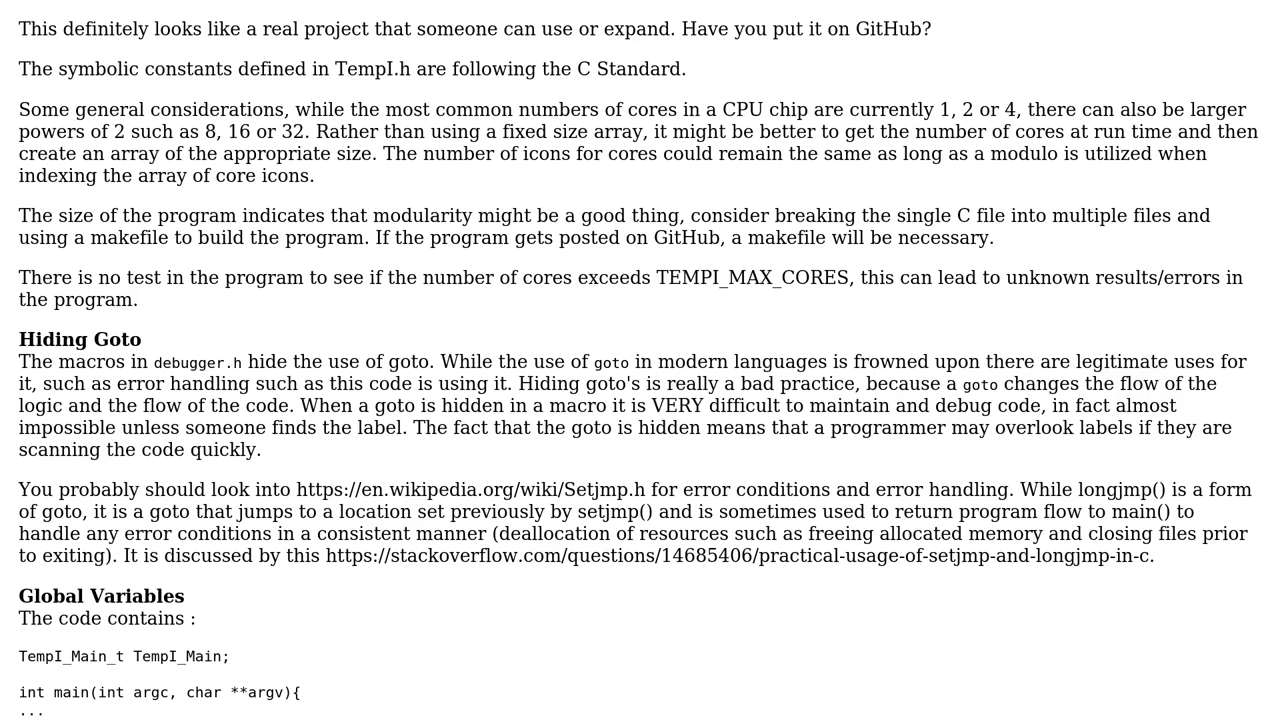 This definitely looks like a real project that someone can use or expand. Have you put it on GitHub?
The symbolic constants defined in TempI.h are following the C Standard.
Some general considerations, while the most common numbers of cores in a CPU chip are currently 1, 2 or 4, there can also be larger
powers of 2 such as 8, 16 or 32. Rather than using a fixed size array, it might be better to get the number of cores at run time and then
create an array of the appropriate size. The number of icons for cores could remain the same as long as a modulo is utilized when
indexing the array of core icons.
The size of the program indicates that modularity might be a good thing, consider breaking the single C file into multiple files and
using a makefile to build the program. If the program gets posted on GitHub, a makefile will be necessary.
There is no test in the program to see if the number of cores exceeds TEMPI_MAX_CORES, this can lead to unknown results/errors in
the program.
Hiding Goto
The macros in debugger.h hide the use of goto. While the use of goto in modern languages is frowned upon there are legitimate uses for
it, such as error handling such as this code is using it. Hiding goto's is really a bad practice, because a goto changes the flow of the
logic and the flow of the code. When a goto is hidden in a macro it is VERY difficult to maintain and debug code, in fact almost
impossible unless someone finds the label. The fact that the goto is hidden means that a programmer may overlook labels if they are
scanning the code quickly.
You probably should look into https://en.wikipedia.org/wiki/Setjmp.h for error conditions and error handling. While longjmp() is a form
of goto, it is a goto that jumps to a location set previously by setjmp() and is sometimes used to return program flow to main() to
handle any error conditions in a consistent manner (deallocation of resources such as freeing allocated memory and closing files prior
to exiting). It is discussed by this https://stackoverflow.com/questions/14685406/practical-usage-of-setjmp-and-longjmp-in-c.
Global Variables
The code contains :
TempI_Main_t TempI_Main;
int main(int argc, char **argv){
...